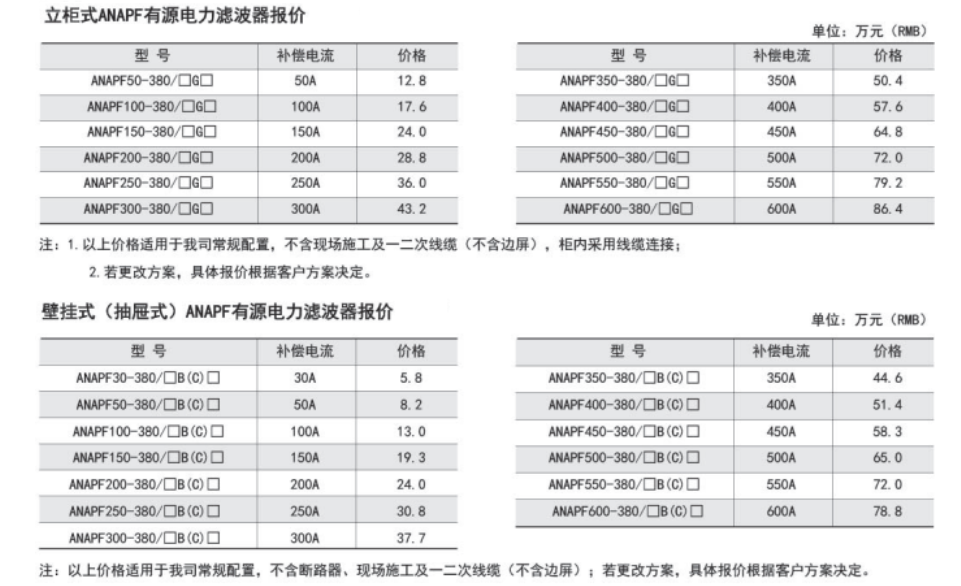 立柜式ANAPF有源电力滤波器报价
单位：万元（RMB）
型 号 补偿电流 价格
ANAPF50-380/□G□ 50A 12.8
ANAPF100-380/□G□ 100A 17.6
ANAPF150-380/□G□ 150A 24.0
ANAPF200-380/□G□ 200A 28.8
ANAPF250-380/□G□ 250A 36.0
ANAPF300-380/□G□ 300A 43.2
型 号 补偿电流 价格
ANAPF350-380/□G□ 350A 50.4
ANAPF400-380/□G□ 400A 57.6
ANAPF450-380/□G□ 450A 64.8
ANAPF500-380/□G□ 500A 72.0
ANAPF550-380/□G□ 550A 79.2
ANAPF600-380/□G□ 600A 86.4
注：1.以上价格适用于我司常规配置，不含现场施工及一二次线缆（不含边屏），柜内采用线缆连接；
2.若更改方案，具体报价根据客户方案决定。
壁挂式（抽屉式）ANAPF有源电力滤波器报价
单位：万元（RMB）
型 号 补偿电流 价格
ANAPF30-380/□B(C)□ 30A 5.8
ANAPF50-380/□B(C)□ 50A 8.2
ANAPF100-380/□B(C)□ 100A 13.0
ANAPF150-380/□B(C)□ 150A 19.3
ANAPF200-380/□B(C)□ 200A 24.0
ANAPF250-380/□B(C)□ 250A 30.8
ANAPF300-380/□B(C)□ 300A 37.7
型 号 补偿电流 价格
ANAPF350-380/□B(C)□ 350A 44.6
ANAPF400-380/□B(C)□ 400A 51.4
ANAPF450-380/□B(C)□ 450A 58.3
ANAPF500-380/□B(C)□ 500A 65.0
ANAPF550-380/□B(C)□ 550A 72.0
ANAPF600-380/□B(C)□ 600A 78.8
注：以上价格适用于我司常规配置，不含断路器、现场施工及一二次线缆（不含边屏）；若更改方案，具体报价根据客户方案决定。